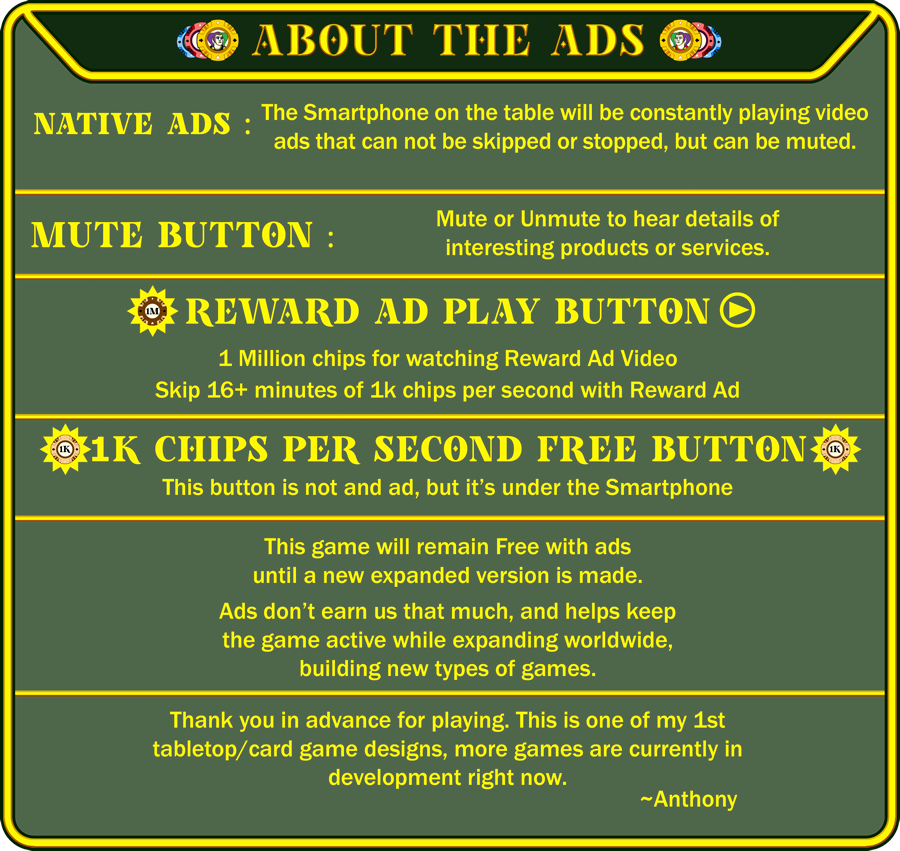 ABOUT THE ADS
NATIVE ADS : The Smartphone on the table will be constantly playing video
ads that can not be skipped or stopped, but can be muted.
MUTE BUTTON : Mute or Unmute to hear details of
interesting products or services.
1M REWARD AD PLAY BUTTON
1 Million chips for watching Reward Ad Video
Skip 16+ minutes of 1k chips per second with Reward Ad
1K 1K CHIPS PER SECOND FREE BUTTON 1K
This button is not and ad, but it's under the Smartphone
This game will remain Free with ads
until a new expanded version is made.
Ads don't earn us that much, and helps keep
the game active while expanding worldwide,
building new types of games.
Thank you in advance for playing. This is one of my 1st
tabletop/card game designs, more games are currently in
development right now.
~Anthony